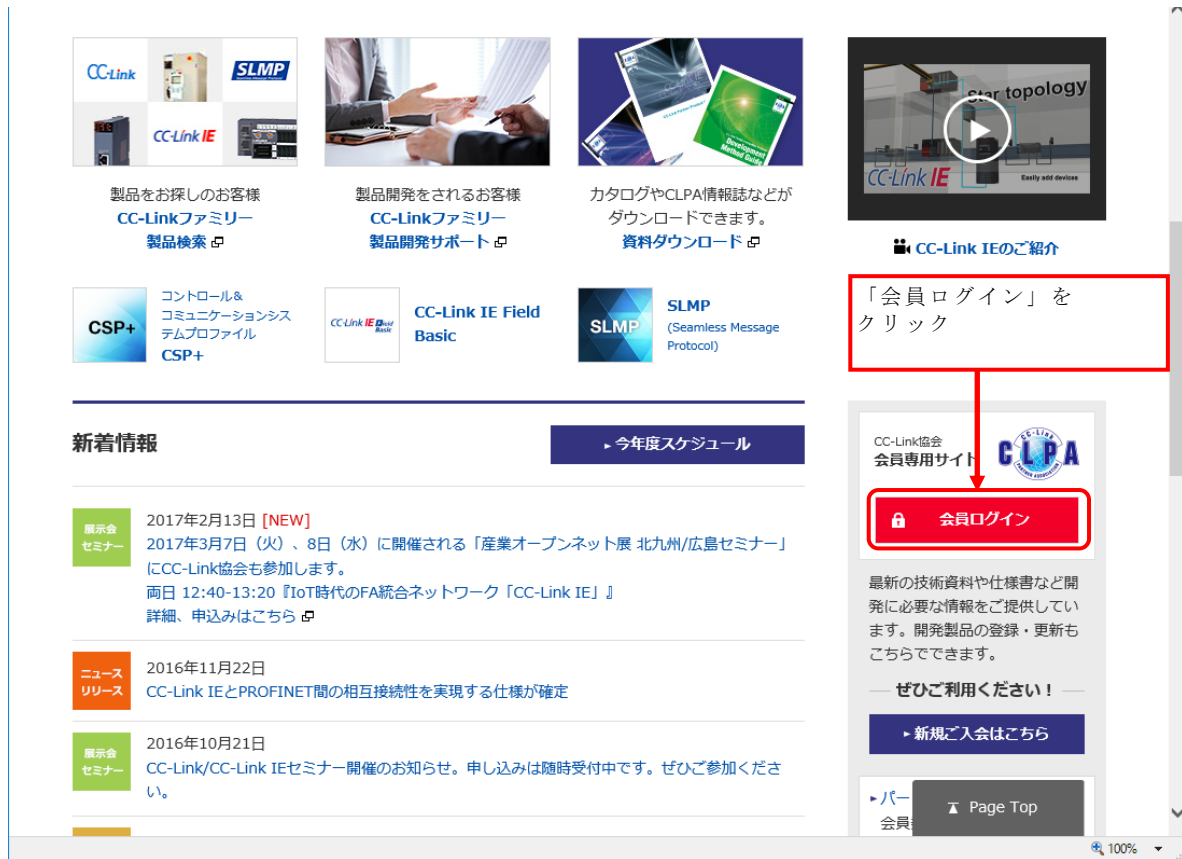 CC-Link
SLMP
CC-Link IE
CC-Link Partner Product
Development
Method Guide
Star topology
CC-Link IE
Easily add devices
製品をお探しのお客様
CC-Linkファミリー
製品検索
製品開発をされるお客様
CC-Linkファミリー
製品開発サポート
カタログやCLPA情報誌などが
ダウンロードできます。
資料ダウンロード
CC-Link IEのご紹介
「会員ログイン」を
クリック
CSP+
コントロール&
コミュニケーションシス
テムプロファイル
CSP+
CC-Link IE Field
Basic
CC-Link IE Field
Basic
SLMP
SLMP
(Seamless Message
Protocol)
新着情報
今年度スケジュール
CC-Link協会
会員専用サイト
CC-Link
CLPA
PARTNER ASSOCIATION
会員ログイン
展示会
セミナー
2017年2月13日 [NEW]
2017年3月7日（火）、8日（水）に開催される「産業オープンネット展 北九州/広島セミナー」
にCC-Link協会も参加します。
両日 12:40-13:20『IoT時代のFA統合ネットワーク「CC-Link IE」』
詳細、申込みはこちら
最新の技術資料や仕様書など開
発に必要な情報をご提供してい
ます。開発製品の登録・更新も
こちらでできます。
ぜひご利用ください！
新規ご入会はこちら
ニュース
リリース
2016年11月22日
CC-Link IEとPROFINET間の相互接続性を実現する仕様が確定
展示会
セミナー
2016年10月21日
CC-Link/CC-Link IEセミナー開催のお知らせ。申し込みは随時受付中です。ぜひご参加くださ
い。
パー
会員
Page Top
100%